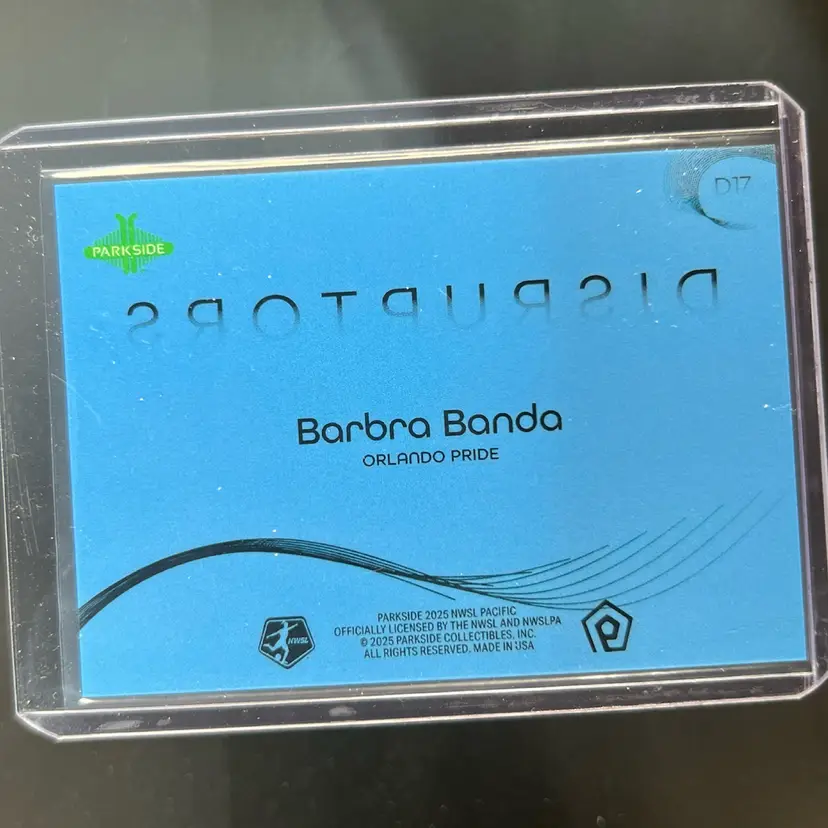 D17
PARKSIDE
DISRUPTORS
Barbra Banda
ORLANDO PRIDE
PARKSIDE 2025 NWSL PACIFIC
OFFICIALLY LICENSED BY THE NWSL AND NWSLPA
© 2025 PARKSIDE COLLECTIBLES, INC.
ALL RIGHTS RESERVED. MADE IN USA
NWSL